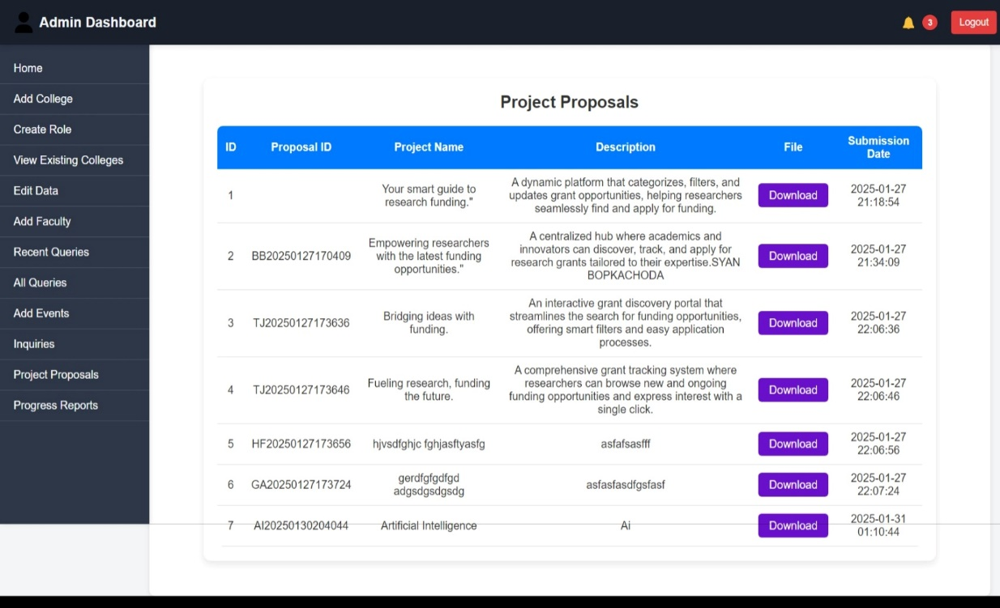 Admin Dashboard
3
Logout
Home
Add College
Create Role
View Existing Colleges
Edit Data
Add Faculty
Recent Queries
All Queries
Add Events
Inquiries
Project Proposals
Progress Reports
Project Proposals
ID Proposal ID Project Name Description File Submission
Date
1
Your smart guide to
research funding."
A dynamic platform that categorizes, filters, and
updates grant opportunities, helping researchers
seamlessly find and apply for funding.
Download
2025-01-27
21:18:54
2
BB20250127170409
Empowering researchers
with the latest funding
opportunities."
A centralized hub where academics and
innovators can discover, track, and apply for
research grants tailored to their expertise.SYAN
BOPKACHODA
Download
2025-01-27
21:34:09
3
TJ20250127173636
Bridging ideas with
funding.
An interactive grant discovery portal that
streamlines the search for funding opportunities,
offering smart filters and easy application
processes.
Download
2025-01-27
22:06:36
4
TJ20250127173646
Fueling research, funding
the future.
A comprehensive grant tracking system where
researchers can browse new and ongoing
funding opportunities and express interest with a
single click.
Download
2025-01-27
22:06:46
5
HF20250127173656
hjvsdfghjc fghjasftyasfg
asfafsasfff
Download
2025-01-27
22:06:56
6
GA20250127173724
gerdfgfgdfgd
adgsdgsdgsdg
asfasfasdfgsfasf
Download
2025-01-27
22:07:24
7
AI20250130204044
Artificial Intelligence
Ai
Download
2025-01-31
01:10:44